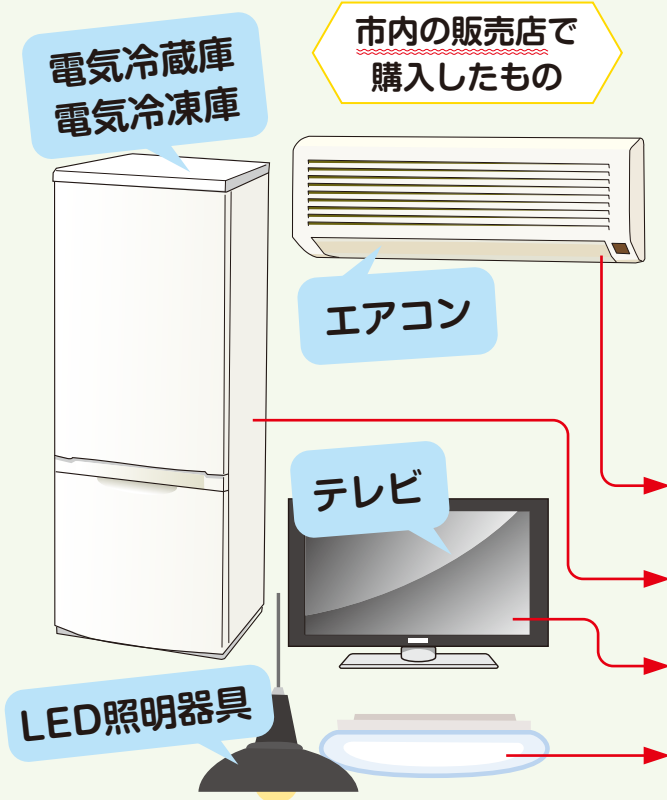 市内の販売店で
購入したもの
電気冷蔵庫
電気冷凍庫
エアコン
テレビ
LED照明器具